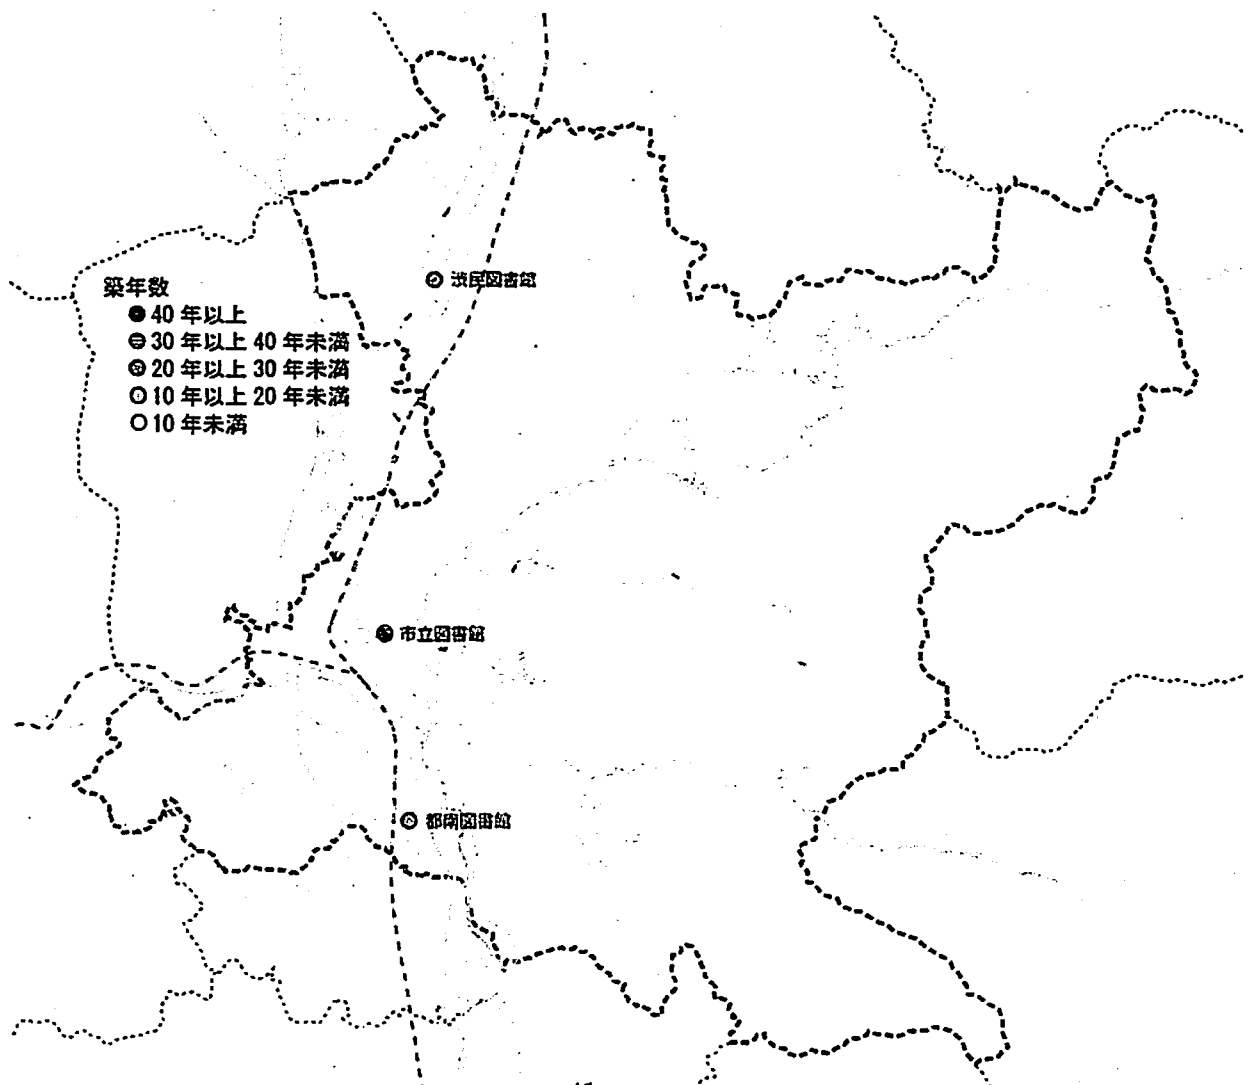 築年数
40 年以上
30 年以上 40 年未満
20 年以上 30 年未満
10 年以上 20 年未満
10 年未満
渋民図書館
市立図書館
都南図書館